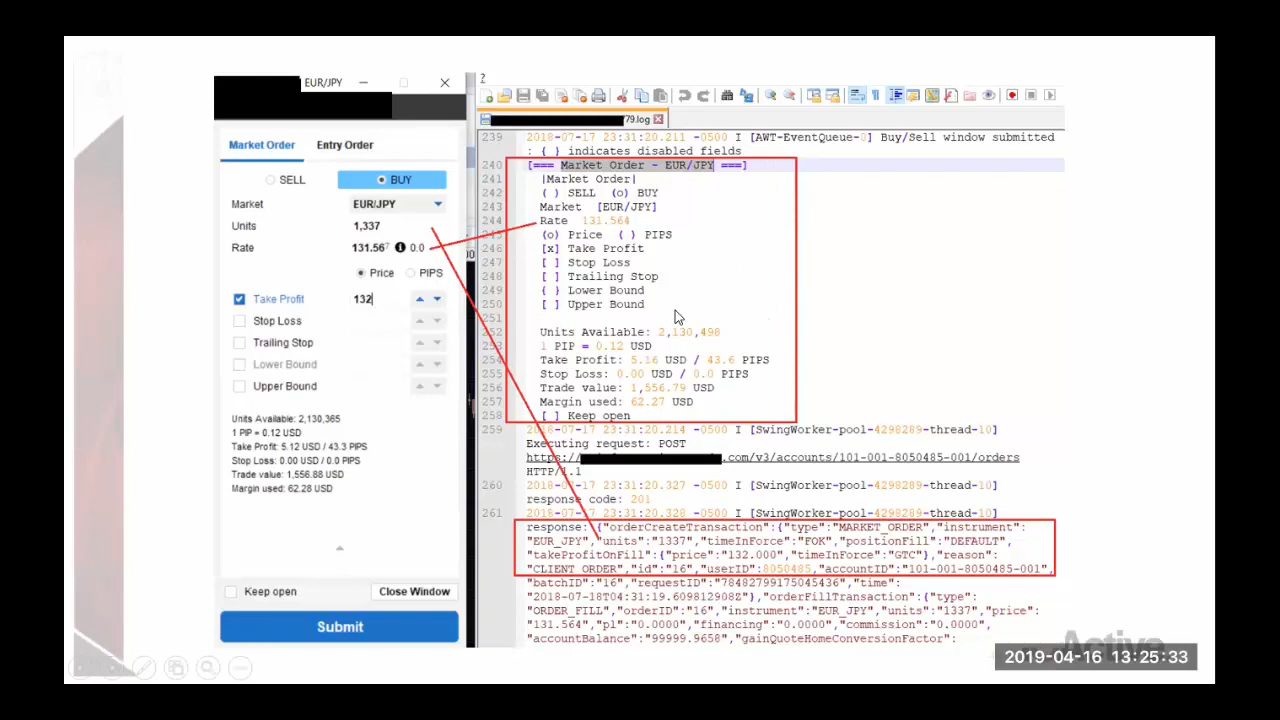 EUR/JPY
Market Order Entry Order
SELL BUY
Market EUR/JPY
Units 1,337
Rate 131.56⁷ 0.0
Price PIPS
Take Profit 132
Stop Loss
Trailing Stop
Lower Bound
Upper Bound
Units Available: 2,130,365
1 PIP = 0.12 USD
Take Profit: 5.12 USD / 43.3 PIPS
Stop Loss: 0.00 USD / 0.0 PIPS
Trade value: 1,556.88 USD
Margin used: 62.28 USD
Keep open Close Window
Submit
?
79.log
239 2018-07-17 23:31:20.211 -0500 I [AWT-EventQueue-0] Buy/Sell window submitted
: { } indicates disabled fields
240 [=== Market Order - EUR/JPY ===]
241 |Market Order|
242 ( ) SELL (o) BUY
243 Market [EUR/JPY]
244 Rate 131.564
245 (o) Price ( ) PIPS
246 [x] Take Profit
247 [ ] Stop Loss
248 [ ] Trailing Stop
249 { } Lower Bound
250 [ ] Upper Bound
251
252 Units Available: 2,130,498
253 1 PIP = 0.12 USD
254 Take Profit: 5.16 USD / 43.6 PIPS
255 Stop Loss: 0.00 USD / 0.0 PIPS
256 Trade value: 1,556.79 USD
257 Margin used: 62.27 USD
258 [ ] Keep open
259 2018-07-17 23:31:20.214 -0500 I [SwingWorker-pool-4298289-thread-10]
Executing request: POST
https:/ .com/v3/accounts/101-001-8050485-001/orders
HTTP/1.1
260 2018-07-17 23:31:20.327 -0500 I [SwingWorker-pool-4298289-thread-10]
response code: 201
261 2018-07-17 23:31:20.328 -0500 I [SwingWorker-pool-4298289-thread-10]
response: {"orderCreateTransaction":{"type":"MARKET_ORDER","instrument":
"EUR_JPY","units":"1337","timeInForce":"FOK","positionFill":"DEFAULT",
"takeProfitOnFill":{"price":"132.000","timeInForce":"GTC"},"reason":
"CLIENT_ORDER","id":"16","userID":8050485,"accountID":"101-001-8050485-001",
"batchID":"16","requestID":"78482799175045436","time":
"2018-07-18T04:31:19.609812908Z"},"orderFillTransaction":{"type":
"ORDER_FILL","orderID":"16","instrument":"EUR_JPY","units":"1337","price":
"131.564","pl":"0.0000","financing":"0.0000","commission":"0.0000",
"accountBalance":"99999.9658","gainQuoteHomeConversionFactor":
Active
2019-04-16 13:25:33